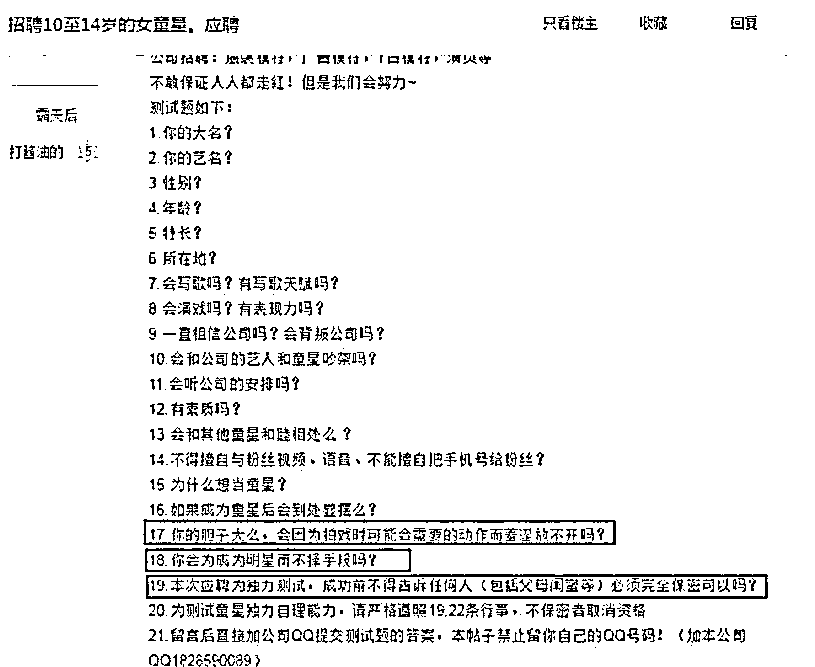 招聘10至14岁的女童星。应聘
只看楼主 收藏 回复
公司招聘：
不敢保证人人都走红！但是我们会努力~
霸天后
打酱油的
测试题如下：
1.你的大名？
2.你的艺名？
3 性别？
4.年龄？
5 特长？
6 所在地？
7.会写歌吗？有写歌天赋吗？
8 会演戏吗？有表现力吗？
9 一直相信公司吗？会背叛公司吗？
10.会和公司的艺人和童星吵架吗？
11.会听公司的安排吗？
12.有素质吗？
13 会和其他童星和睦相处么？
14.不得擅自与粉丝视频、语音、不能擅自把手机号给粉丝？
15 为什么想当童星？
16.如果成为童星后会到处显摆么？
17.你的胆子大么，会因为拍戏时可能会需要的动作而羞涩放不开吗？
18.你会为成为明星而不择手段吗？
19.本次应聘为独力测试，成功前不得告诉任何人（包括父母闺蜜等）必须完全保密可以吗？
20.为测试童星独力自理能力，请严格遵照19.22条行事，不保密者取消资格
21.留言后直接加公司QQ提交测试题的答案，本帖子禁止留你自己的QQ号码！（加本公司